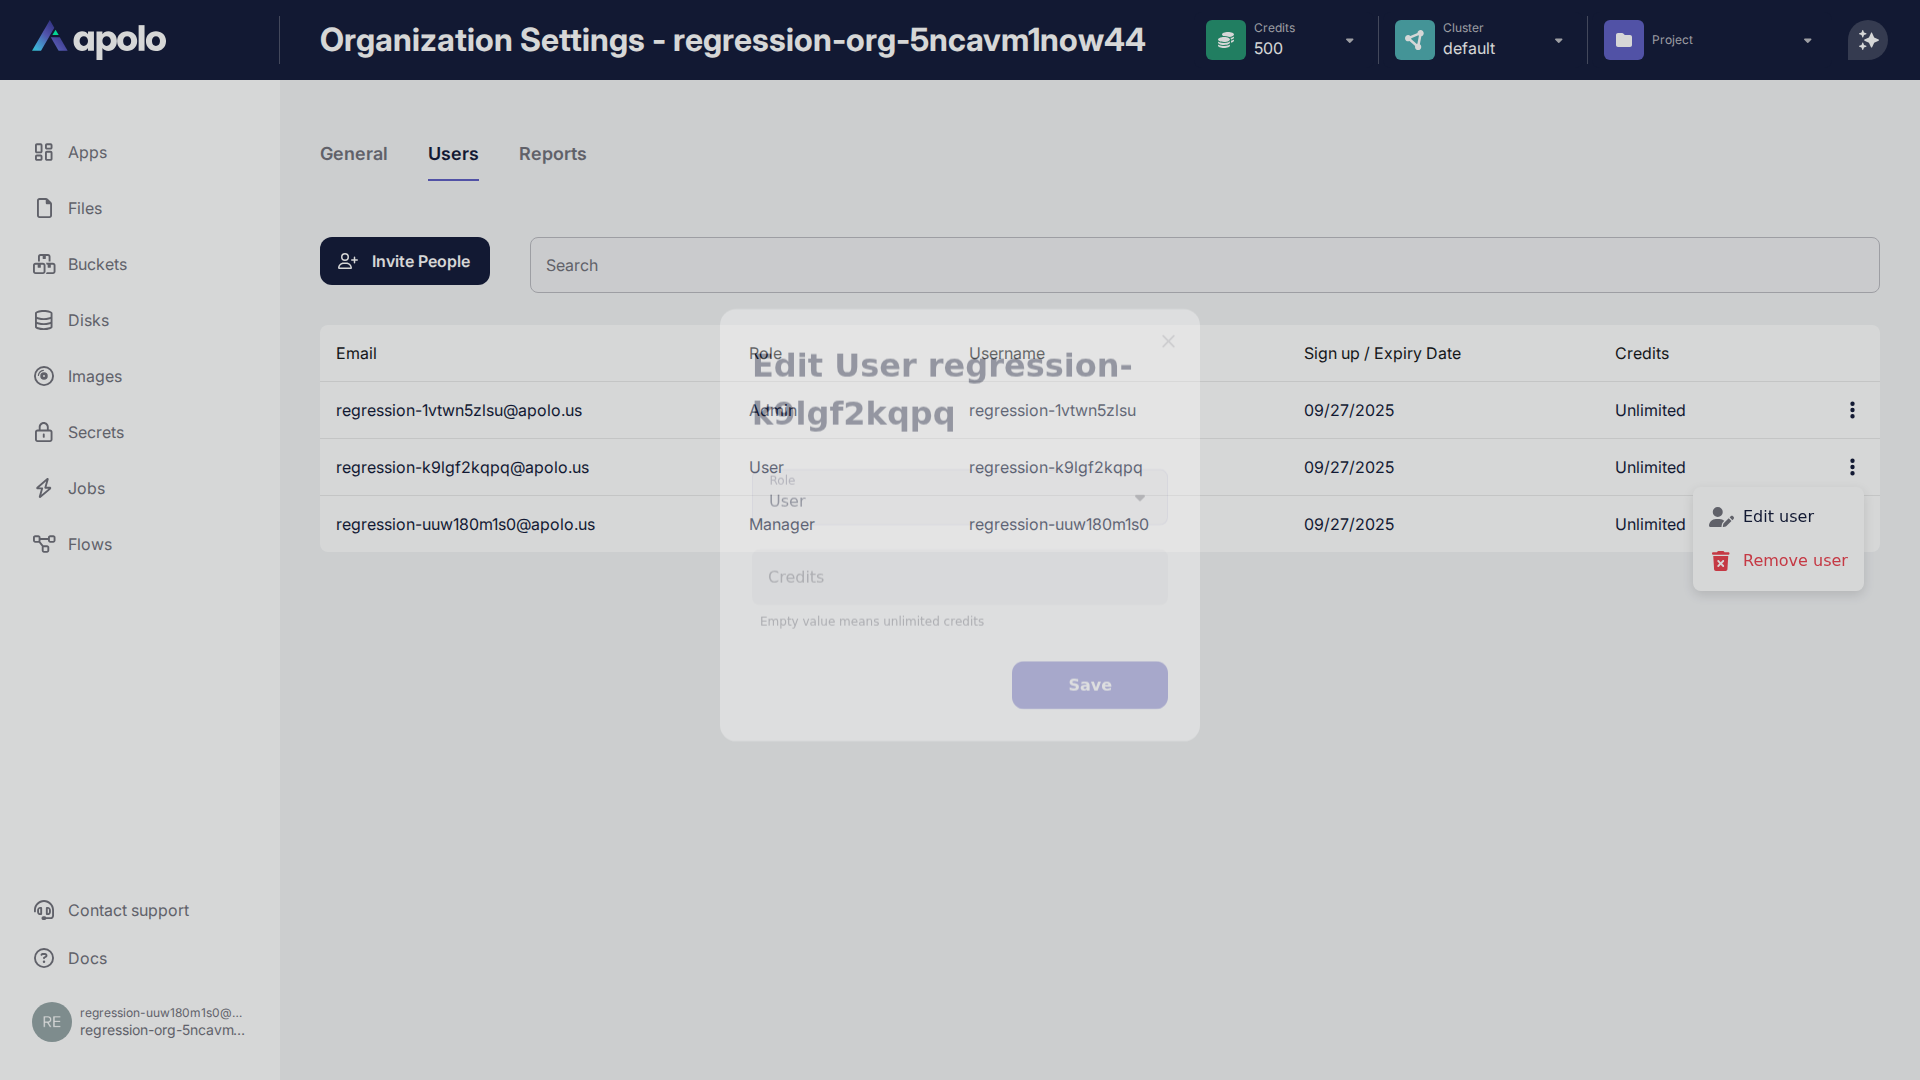 apolo
Organization Settings - regression-org-5ncavm1now44
Credits
500
Cluster
default
Project
Apps
Files
Buckets
Disks
Images
Secrets
Jobs
Flows
Contact support
Docs
RE
regression-uuw180m1s0@...
regression-org-5ncavm...
General
Users
Reports
Invite People
Search
Email
Role
Username
Sign up / Expiry Date
Credits
regression-1vtwn5zlsu@apolo.us
Admin
regression-1vtwn5zlsu
09/27/2025
Unlimited
regression-k9lgf2kqpq@apolo.us
User
regression-k9lgf2kqpq
09/27/2025
Unlimited
regression-uuw180m1s0@apolo.us
Manager
regression-uuw180m1s0
09/27/2025
Unlimited
Edit User regression-
k9lgf2kqpq
Role
User
Credits
Empty value means unlimited credits
Save
Edit user
Remove user